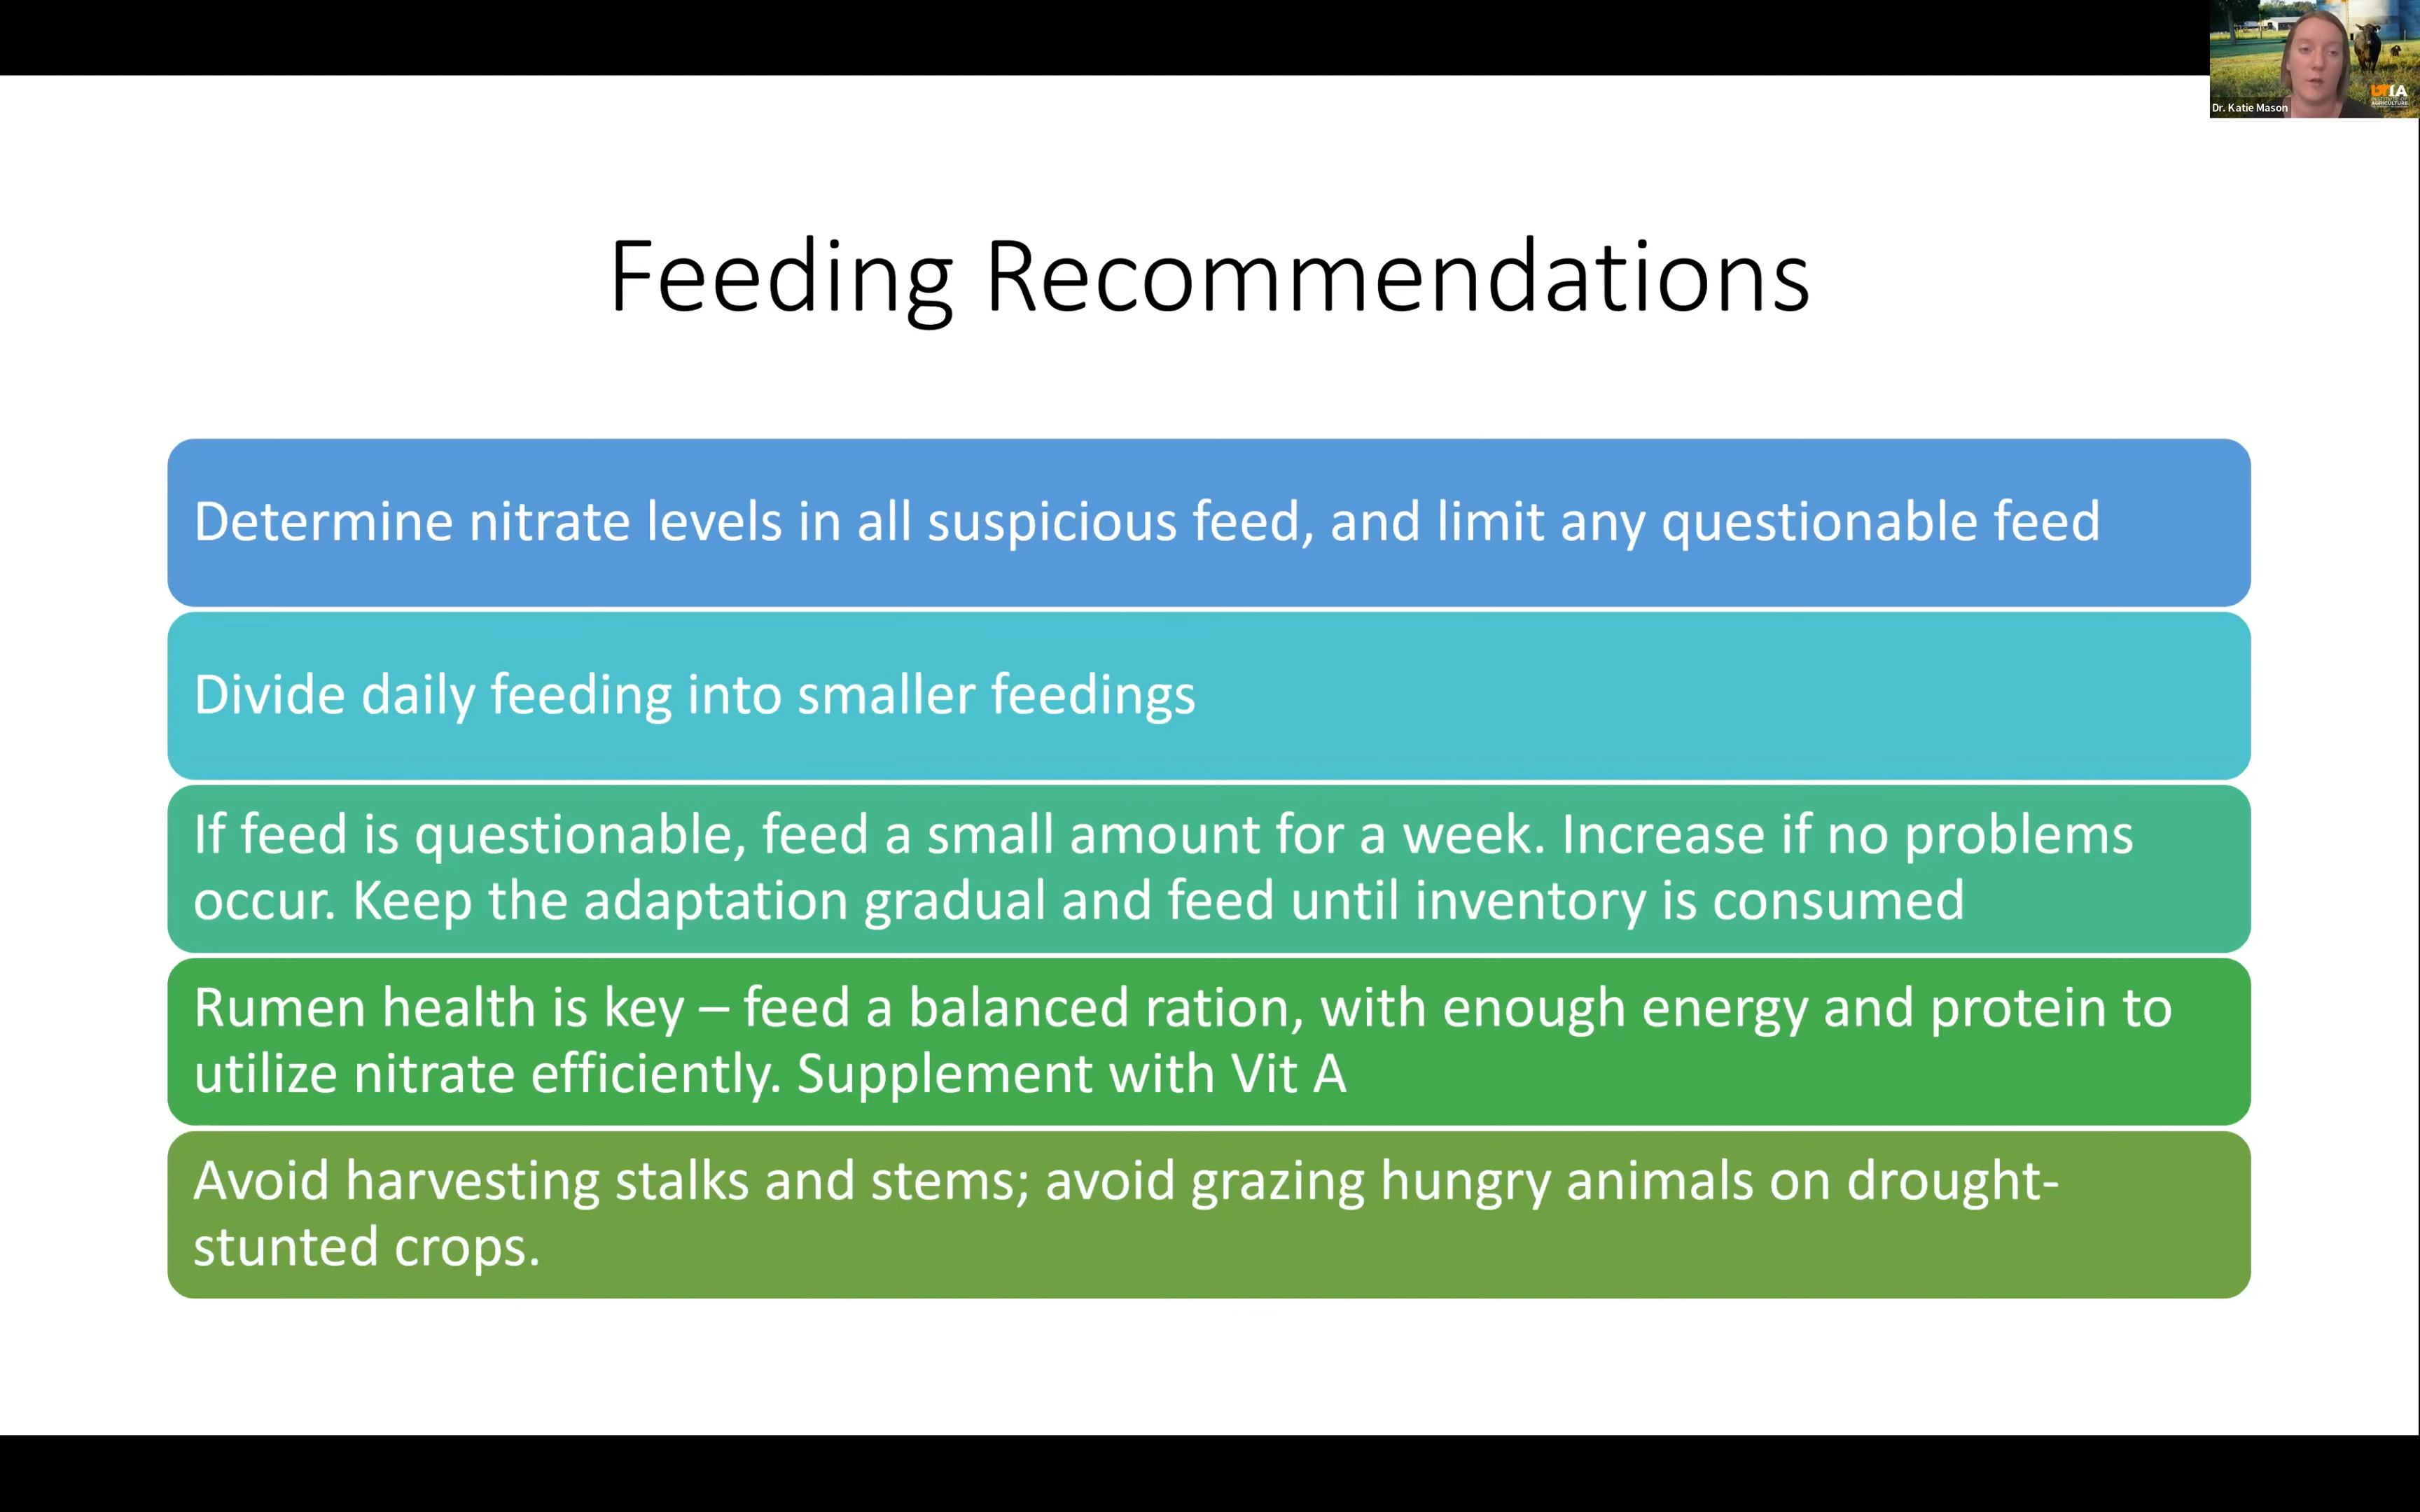 UTIA
INSTITUTE OF
AGRICULTURE
Dr. Katie Mason
Feeding Recommendations
Determine nitrate levels in all suspicious feed, and limit any questionable feed
Divide daily feeding into smaller feedings
If feed is questionable, feed a small amount for a week. Increase if no problems
occur. Keep the adaptation gradual and feed until inventory is consumed
Rumen health is key – feed a balanced ration, with enough energy and protein to
utilize nitrate efficiently. Supplement with Vit A
Avoid harvesting stalks and stems; avoid grazing hungry animals on drought-
stunted crops.